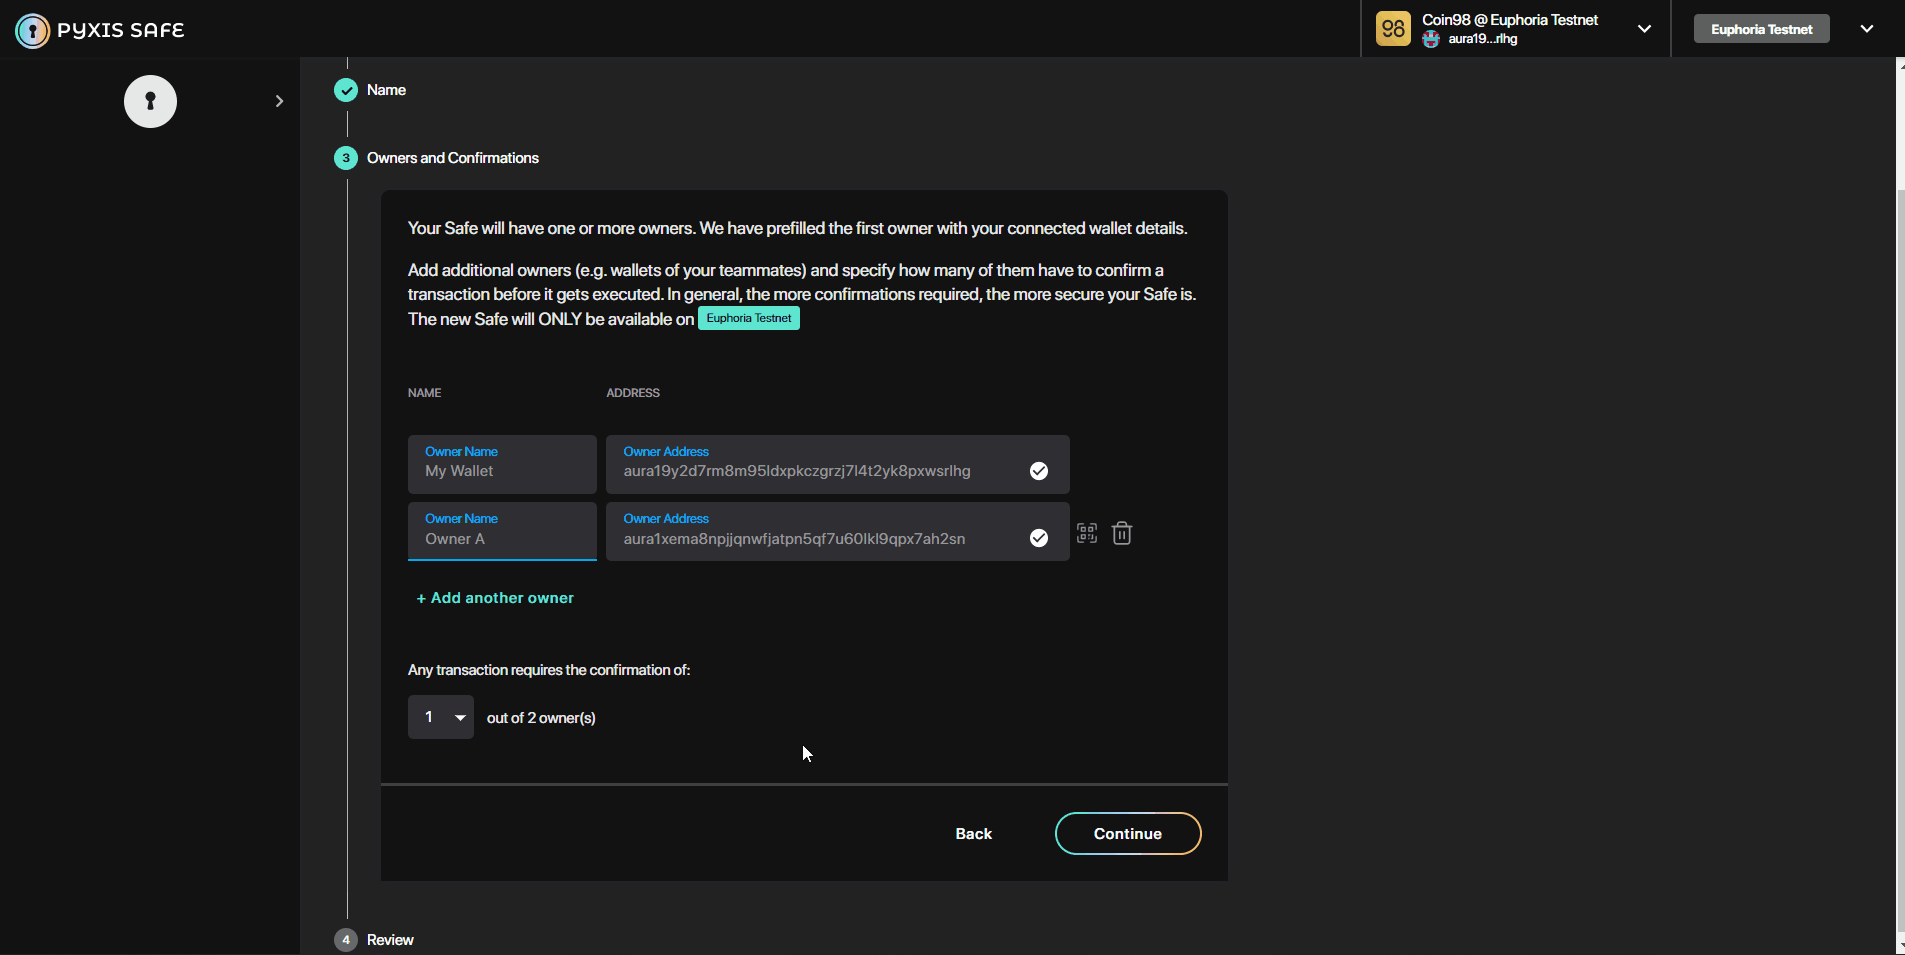 PYXIS SAFE
98
Coin98 @ Euphoria Testnet
aura19...rlhg
Euphoria Testnet
Name
3 Owners and Confirmations
Your Safe will have one or more owners. We have prefilled the first owner with your connected wallet details.
Add additional owners (e.g. wallets of your teammates) and specify how many of them have to confirm a
transaction before it gets executed. In general, the more confirmations required, the more secure your Safe is.
The new Safe will ONLY be available on Euphoria Testnet
NAME ADDRESS
Owner Name Owner Address
My Wallet aura19y2d7rm8m95ldxpkczgrzj7l4t2yk8pxwsrlhg
Owner Name Owner Address
Owner A aura1xema8npjjqnwfjatpn5qf7u60lkl9qpx7ah2sn
+ Add another owner
Any transaction requires the confirmation of:
1 out of 2 owner(s)
Back Continue
4 Review